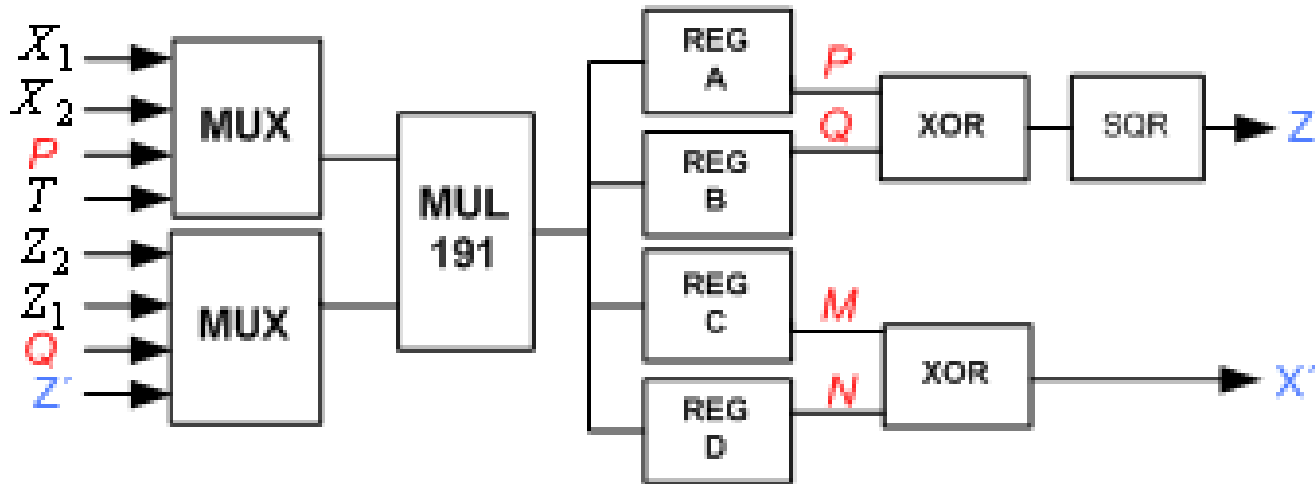 X1
X2
P
T
Z2
Z1
Q
Z'
MUX
MUX
MUL
191
REG
A
REG
B
REG
C
REG
D
P
Q
M
N
XOR
XOR
SQR
Z
X'